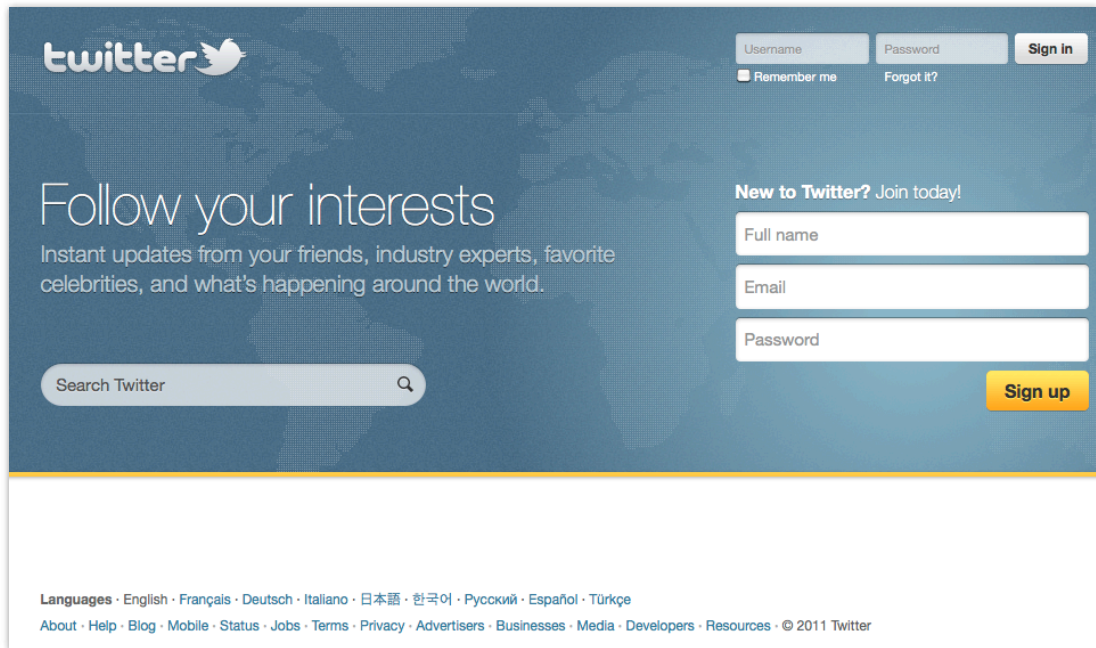 twitter
Username
Password
Sign in
Remember me
Forgot it?
Follow your interests
Instant updates from your friends, industry experts, favorite
celebrities, and what's happening around the world.
Search Twitter
New to Twitter? Join today!
Full name
Email
Password
Sign up
Languages · English · Français · Deutsch · Italiano · 日本語 · 한국어 · Русский · Español · Türkçe
About · Help · Blog · Mobile · Status · Jobs · Terms · Privacy · Advertisers · Businesses · Media · Developers · Resources · © 2011 Twitter